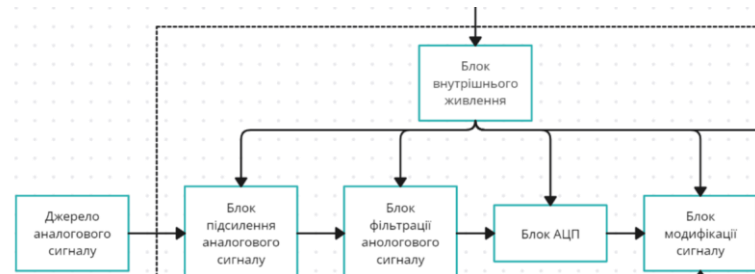 Блок
внутрішнього
живлення
Джерело
аналогового
сигналу
Блок
підсилення
аналогового
сигналу
Блок
фільтрації
анологового
сигналу
Блок АЦП
Блок
модифікації
сигналу